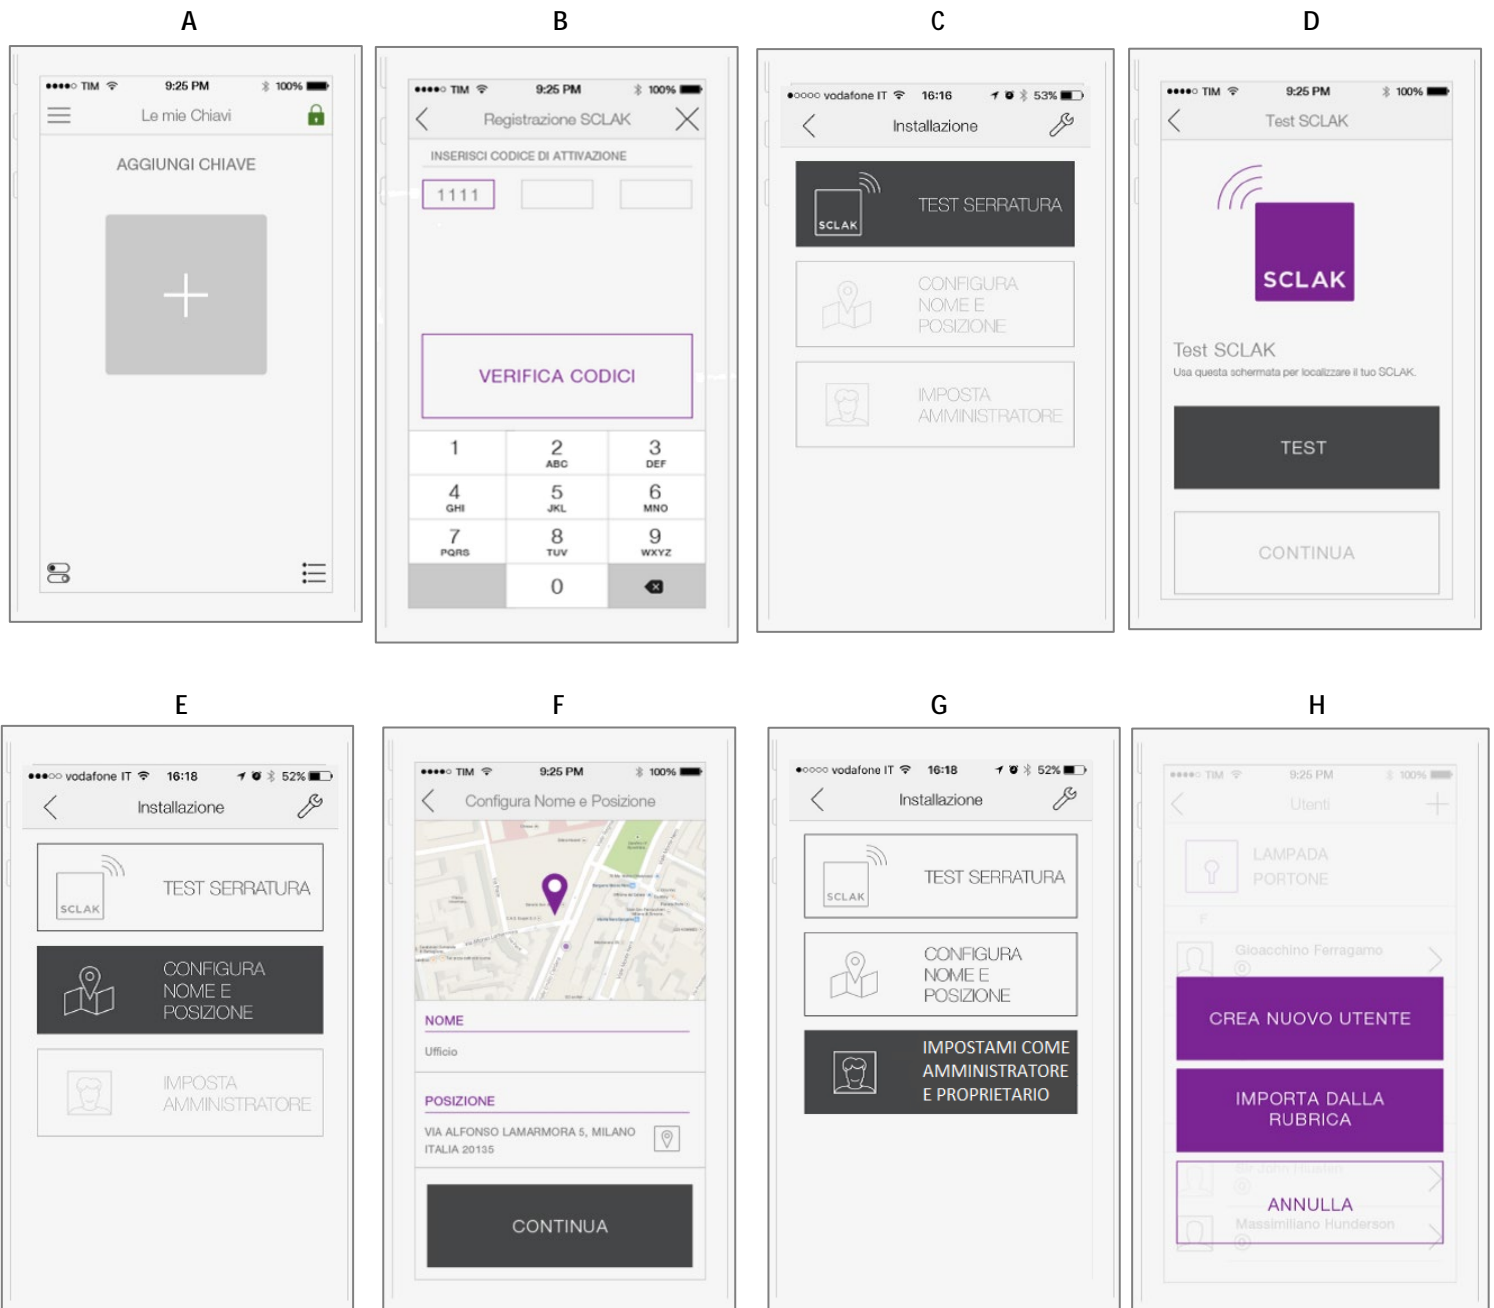 A
TIM 9:25 PM 100%
Le mie Chiavi
AGGIUNGI CHIAVE
B
TIM 9:25 PM 100%
Registrazione SCLAK
INSERISCI CODICE DI ATTIVAZIONE
1111
VERIFICA CODICI
1 2 3
ABC DEF
4 5 6
GHI JKL MNO
7 8 9
PQRS TUV WXYZ
0
C
vodafone IT 16:16 53%
Installazione
SCLAK
TEST SERRATURA
CONFIGURA
NOME E
POSIZIONE
IMPOSTA
AMMINISTRATORE
D
TIM 9:25 PM 100%
Test SCLAK
SCLAK
Test SCLAK
Usa questa schermata per localizzare il tuo SCLAK.
TEST
CONTINUA
E
vodafone IT 16:18 52%
Installazione
SCLAK
TEST SERRATURA
CONFIGURA
NOME E
POSIZIONE
IMPOSTA
AMMINISTRATORE
F
TIM 9:25 PM 100%
Configura Nome e Posizione
NOME
Ufficio
POSIZIONE
VIA ALFONSO LAMARMORA 5, MILANO
ITALIA 20135
CONTINUA
G
vodafone IT 16:18 52%
Installazione
SCLAK
TEST SERRATURA
CONFIGURA
NOME E
POSIZIONE
IMPOSTAMI COME
AMMINISTRATORE
E PROPRIETARIO
H
TIM 9:25 PM 100%
Utenti
LAMPADA
PORTONE
F
Gioacchino Ferragamo
CREA NUOVO UTENTE
IMPORTA DALLA
RUBRICA
Sir John
ANNULLA
Massimiliano Hunderson